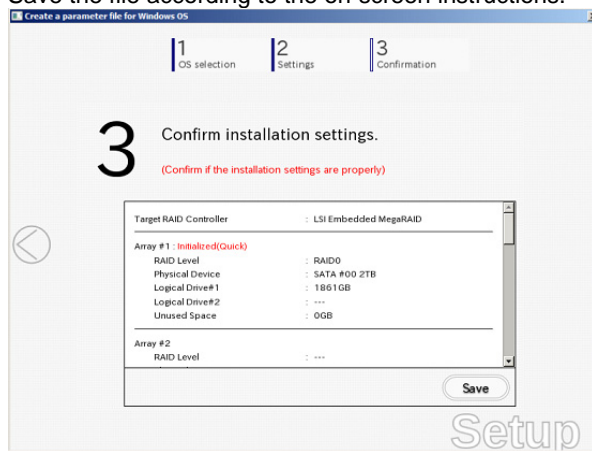 Save the file according to the on-screen instructions.
Create a parameter file for Windows OS
1 2 3
OS selection Settings Confirmation
3 Confirm installation settings.
(Confirm if the installation settings are properly)
Target RAID Controller : LSI Embedded MegaRAID
Array #1 : Initialized(Quick)
RAID Level : RAID0
Physical Device : SATA #00 2TB
Logical Drive#1 : 1861GB
Logical Drive#2 : ---
Unused Space : 0GB
Array #2
RAID Level : ---
Save
Setup